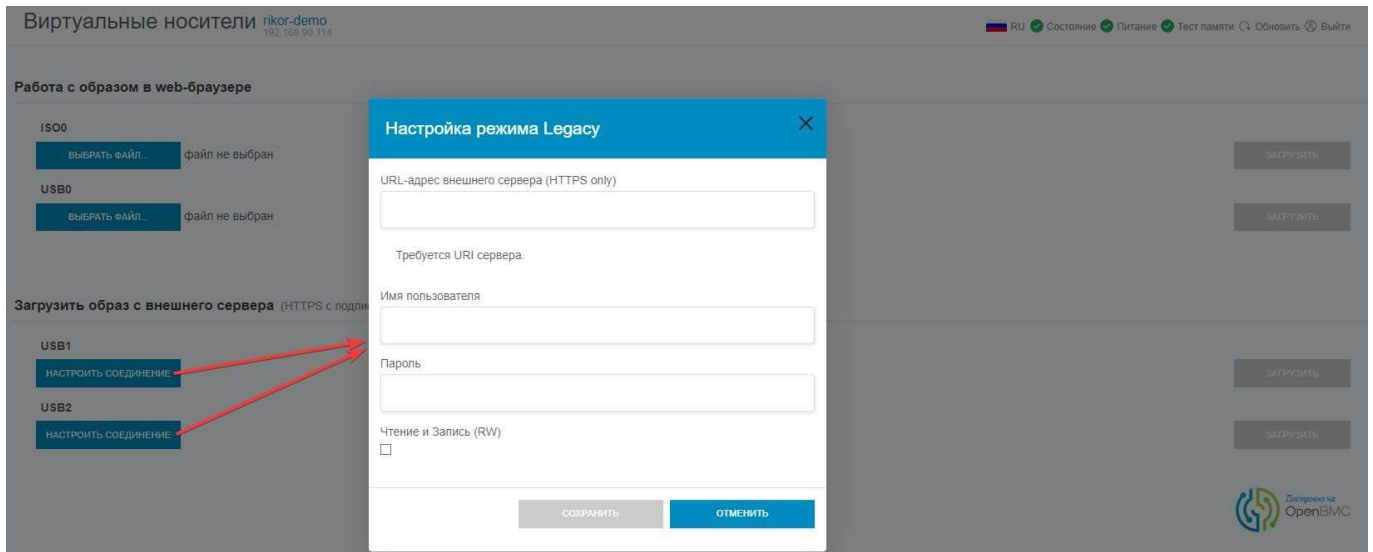 Виртуальные носители rikor-demo
192.168.90.114
RU Состояние Питание Тест памяти Обновить Выйти
Работа с образом в web-браузере
ISO0
ВЫБРАТЬ ФАЙЛ... файл не выбран
ЗАГРУЗИТЬ
USB0
ВЫБРАТЬ ФАЙЛ... файл не выбран
ЗАГРУЗИТЬ
Загрузить образ с внешнего сервера (HTTPS с
USB1
НАСТРОИТЬ СОЕДИНЕНИЕ
ЗАГРУЗИТЬ
USB2
НАСТРОИТЬ СОЕДИНЕНИЕ
ЗАГРУЗИТЬ
Настройка режима Legacy
URL-адрес внешнего сервера (HTTPS only)
Требуется URI сервера.
Имя пользователя
Пароль
Чтение и Запись (RW)
СОХРАНИТЬ
ОТМЕНИТЬ
Построено на
OpenBMC